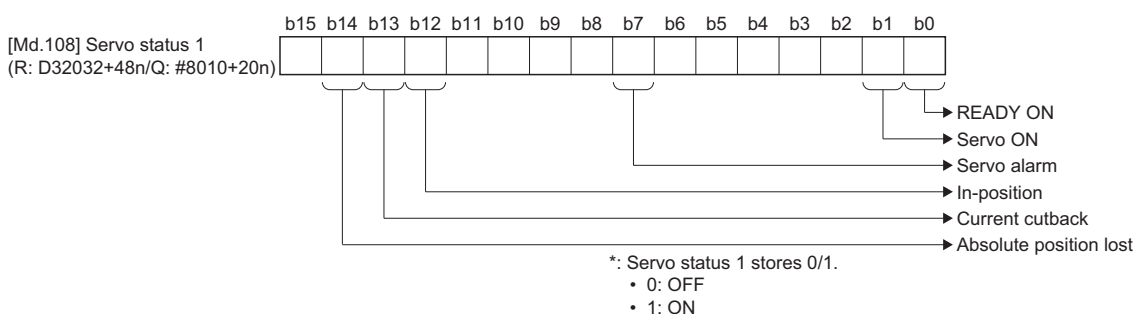 b15 b14 b13 b12 b11 b10 b9 b8 b7 b6 b5 b4 b3 b2 b1 b0
[Md.108] Servo status 1
(R: D32032+48n/Q: #8010+20n)
READY ON
Servo ON
Servo alarm
In-position
Current cutback
Absolute position lost
*: Servo status 1 stores 0/1.
• 0: OFF
• 1: ON